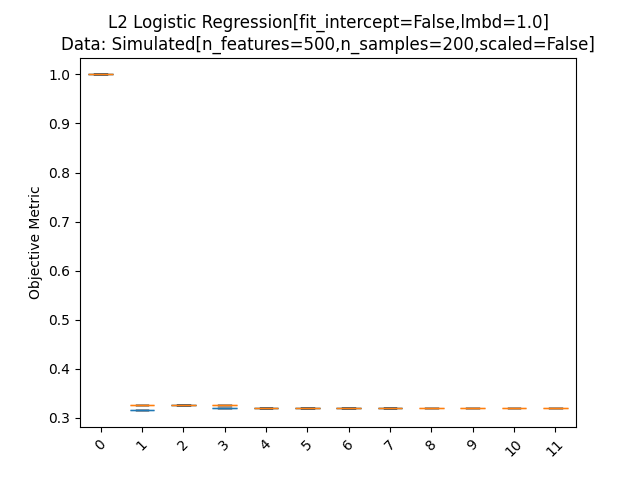 L2 Logistic Regression[fit_intercept=False,lmbd=1.0]
Data: Simulated[n_features=500,n_samples=200,scaled=False]
1.0
0.9
0.8
0.7
0.6
0.5
0.4
0.3
Objective Metric
0 1 2 3 4 5 6 7 8 9 10 11